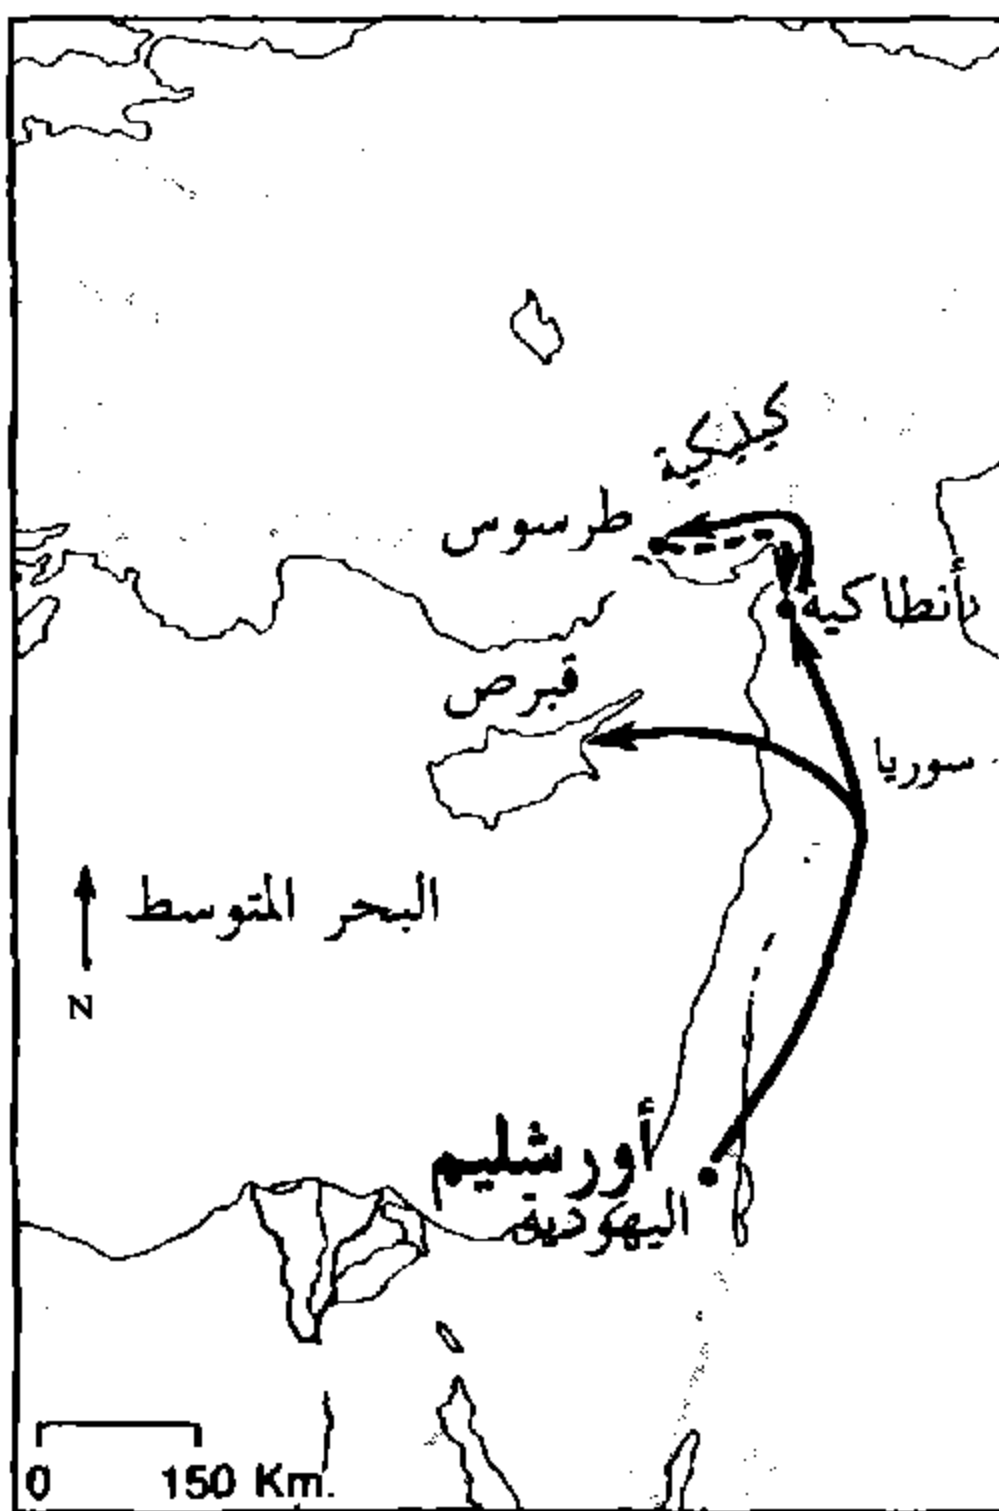 كيليكية
طرسوس
أنطاكية
قبرص
سوريا
البحر المتوسط
N
أورشليم
اليهودية
0 150 Km.